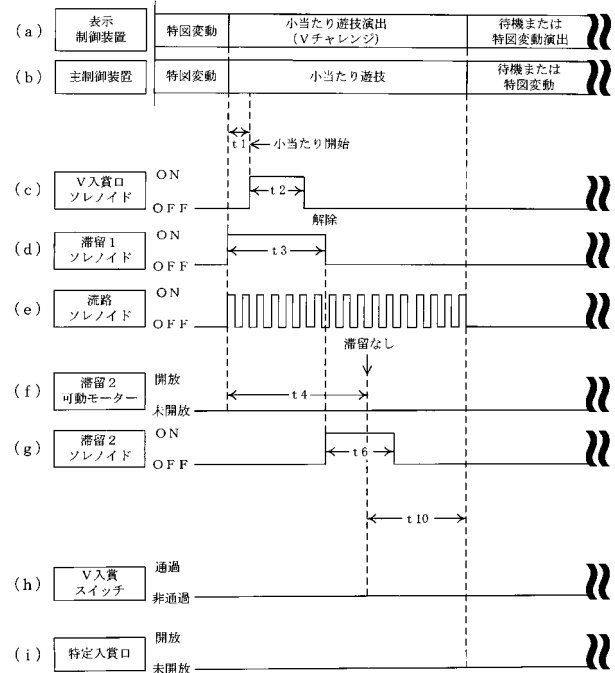 (a) 表示 制御装置 特図変動 小当たり遊技演出 (Vチャレンジ) 待機または 特図変動演出
(b) 主制御装置 特図変動 小当たり遊技 待機または 特図変動
t1 ←小当たり開始
(c) V入賞口 ソレノイド ON OFF t2
解除
(d) 滞留1 ソレノイド ON OFF t3
(e) 流路 ソレノイド ON OFF
滞留なし
(f) 滞留2 可動モーター 開放 未開放 t4
(g) 滞留2 ソレノイド ON OFF t6
t10
(h) V入賞 スイッチ 通過 非通過
(i) 特定入賞口 開放 未開放